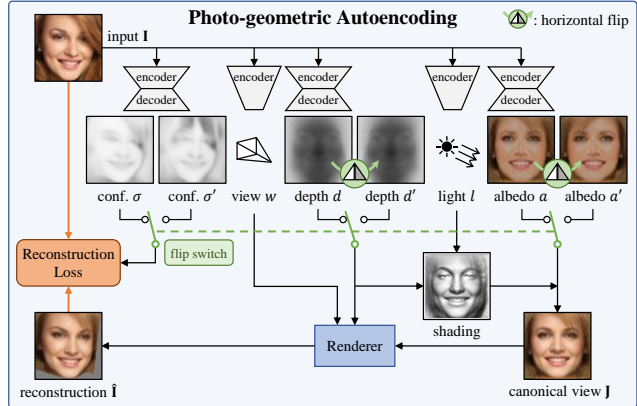 Photo-geometric Autoencoding
: horizontal flip
input I
encoder
decoder
encoder
encoder
decoder
encoder
encoder
decoder
conf. σ
conf. σ′
view w
depth d
depth d′
light l
albedo a
albedo a′
flip switch
Reconstruction
Loss
shading
Renderer
reconstruction Î
canonical view J